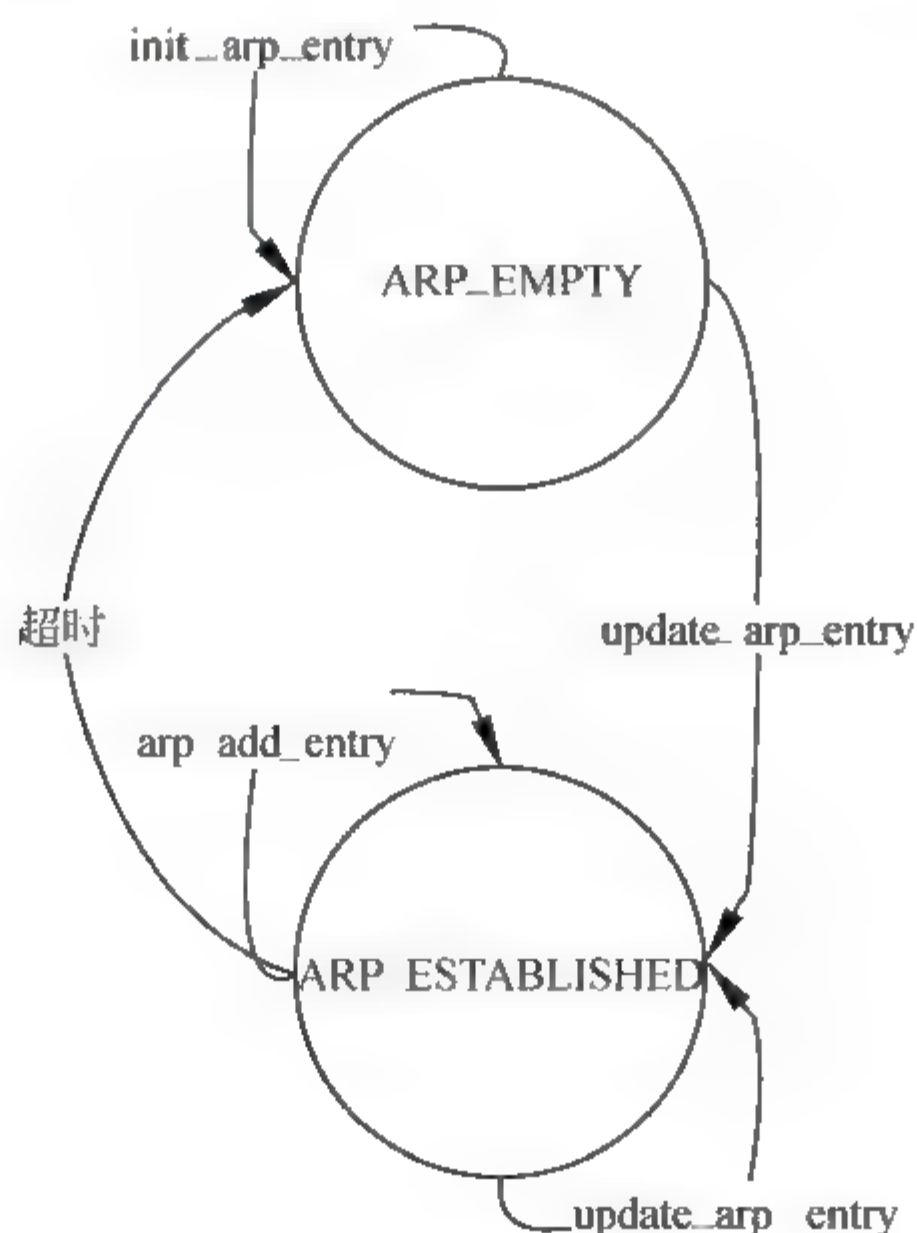 init_arp_entry
ARP_EMPTY
超时
update_arp_entry
arp add_entry
ARP ESTABLISHED
update_arp entry